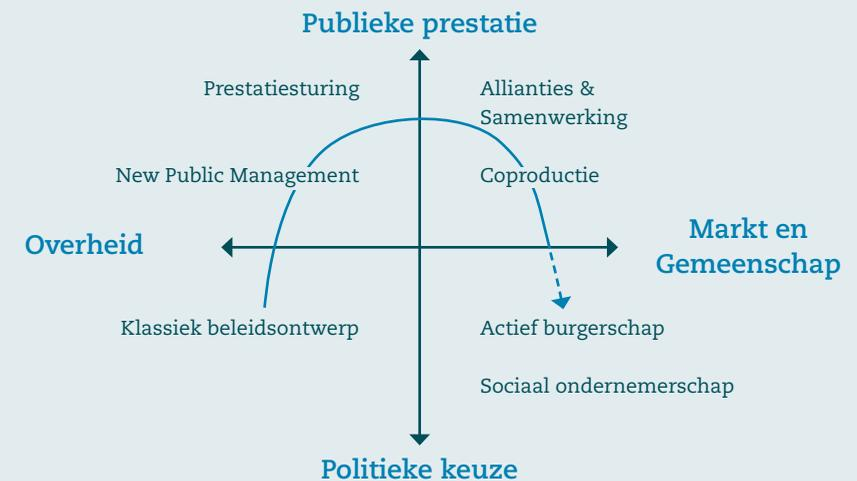 Publieke prestatie
Prestatiesturing
Allianties &
Samenwerking
New Public Management
Coproductie
Overheid
Markt en
Gemeenschap
Klassiek beleidsontwerp
Actief burgerschap
Sociaal ondernemerschap
Politieke keuze